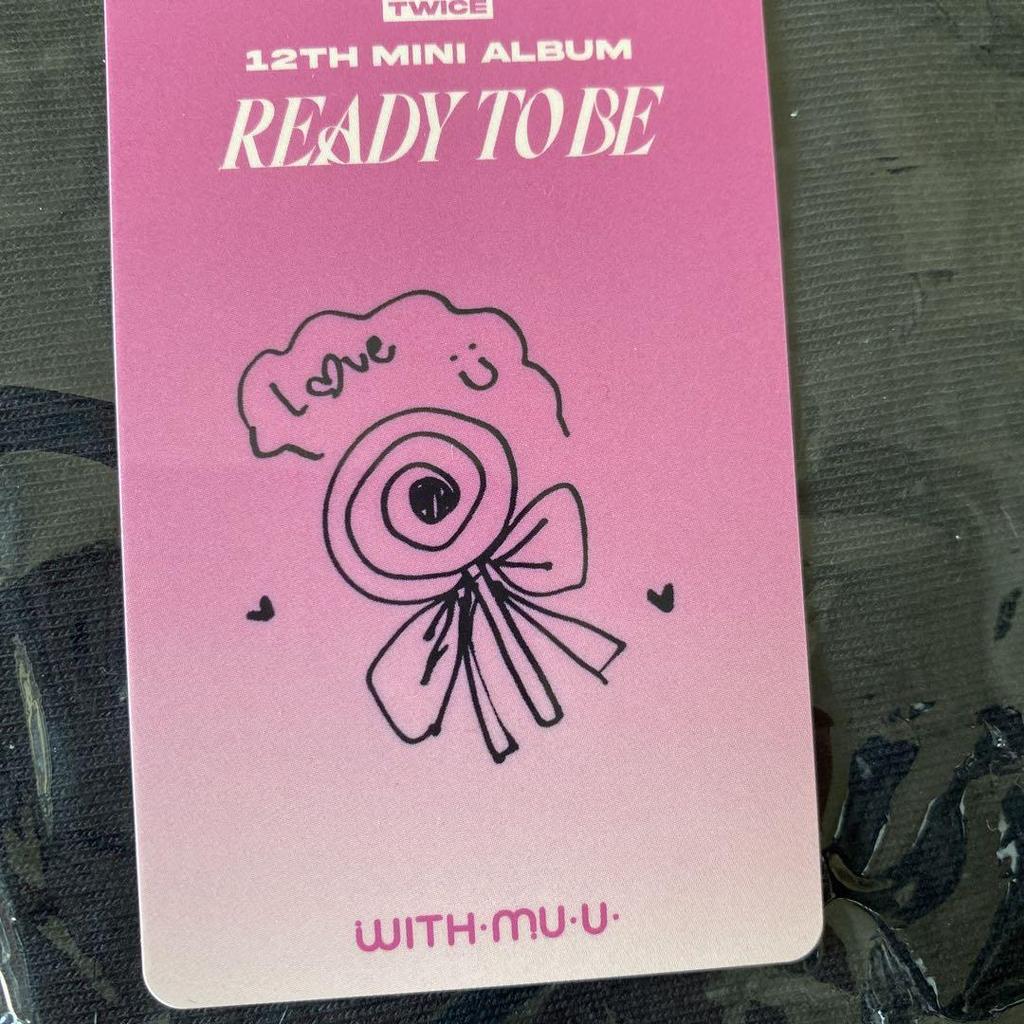 TWICE
12TH MINI ALBUM
READY TO BE
Love
WITH·MU·U·